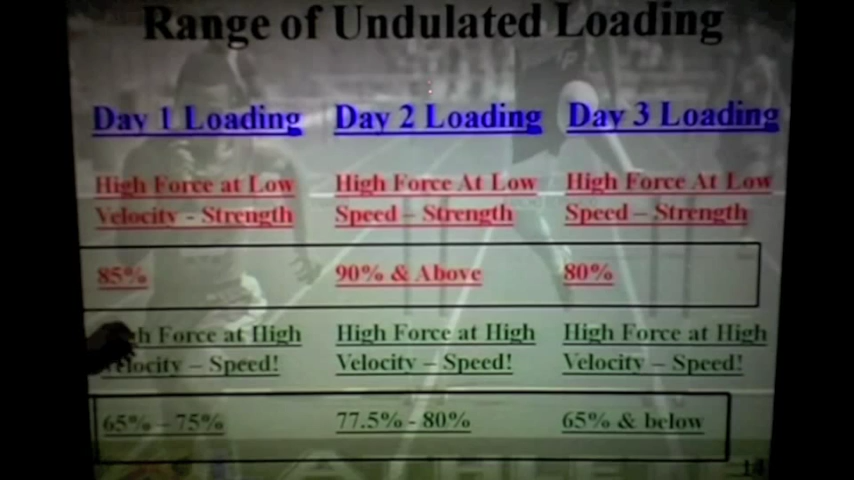 Range of Undulated Loading
Day 1 Loading Day 2 Loading Day 3 Loading
High Force at Low High Force At Low High Force At Low
Velocity - Strength Speed – Strength Speed – Strength
85% 90% & Above 80%
Force at High High Force at High High Force at High
Velocity – Speed! Velocity – Speed! Velocity – Speed!
65% – 75% 77.5% - 80% 65% & below
14